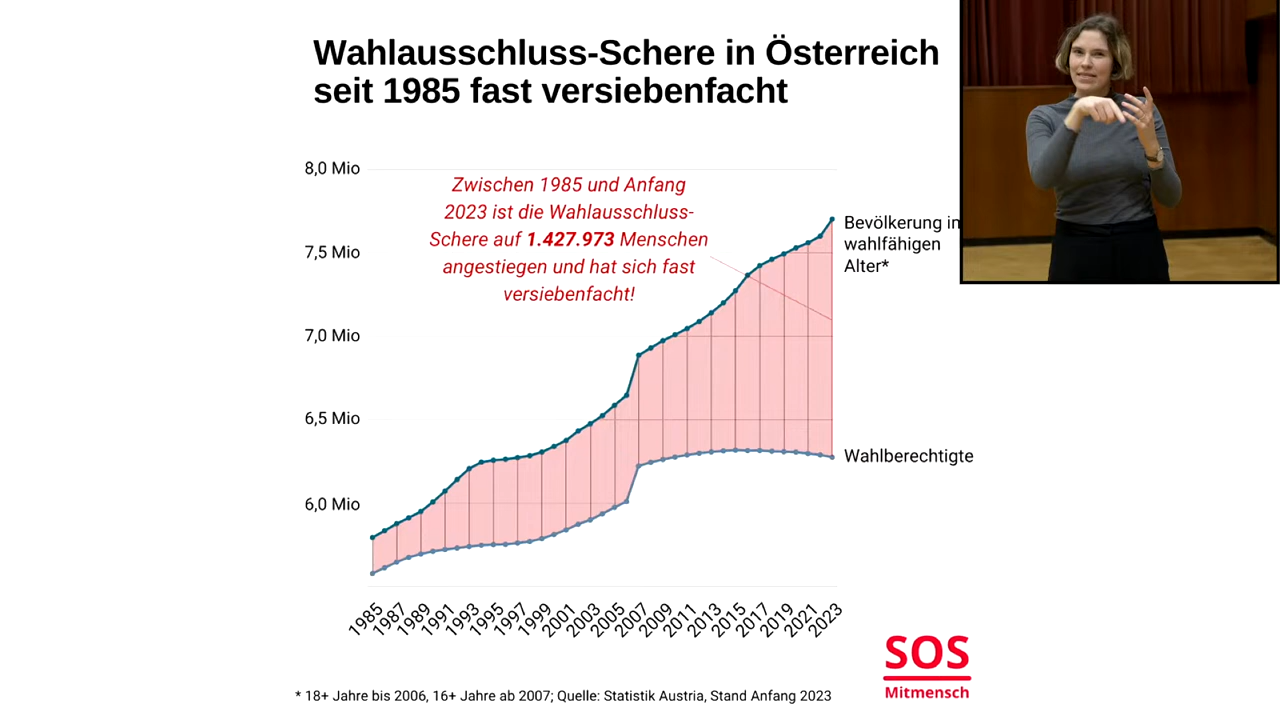 Wahlausschluss-Schere in Österreich
seit 1985 fast versiebenfacht
8,0 Mio
Zwischen 1985 und Anfang
2023 ist die Wahlausschluss-
Schere auf 1.427.973 Menschen
angestiegen und hat sich fast
versiebenfacht!
Bevölkerung im
wahlfähigen
Alter*
7,5 Mio
7,0 Mio
6,5 Mio
Wahlberechtigte
6,0 Mio
1985 1987 1989 1991 1993 1995 1997 1999 2001 2003 2005 2007 2009 2011 2013 2015 2017 2019 2021 2023
SOS
Mitmensch
* 18+ Jahre bis 2006, 16+ Jahre ab 2007; Quelle: Statistik Austria, Stand Anfang 2023